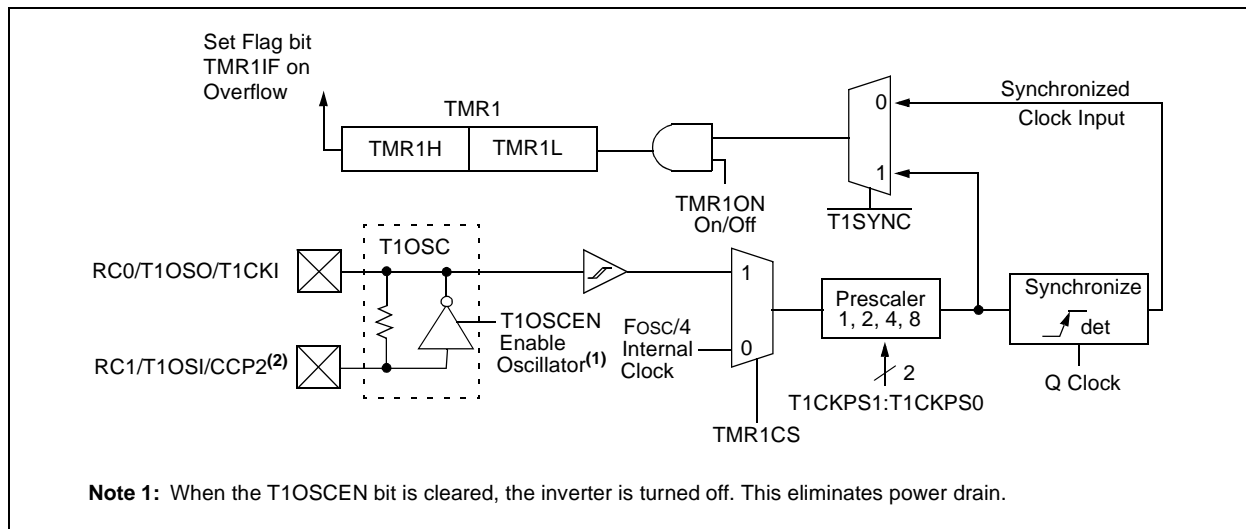 Set Flag bit
TMR1IF on
Overflow
TMR1
TMR1H
TMR1L
TMR1ON
On/Off
0
1
T1SYNC
Synchronized
Clock Input
RC0/T1OSO/T1CKI
T1OSC
RC1/T1OSI/CCP2(2)
T1OSCEN
Enable
Oscillator(1)
FOSC/4
Internal
Clock
1
0
TMR1CS
Prescaler
1, 2, 4, 8
2
T1CKPS1:T1CKPS0
Synchronize
det
Q Clock
Note 1: When the T1OSCEN bit is cleared, the inverter is turned off. This eliminates power drain.